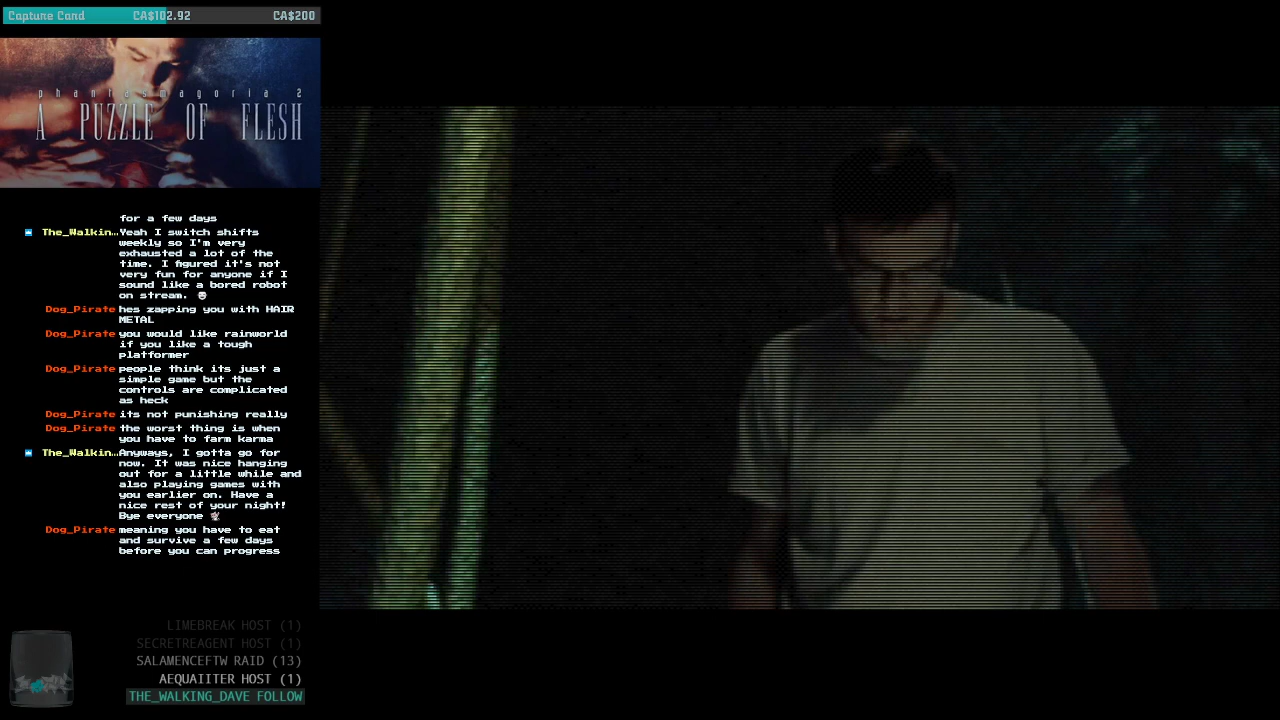 Capture Card CA$102.92 CA$200
phantasmagoria 2
A PUZZLE OF FLESH
for a few days
The_Walkin… Yeah I switch shifts
weekly so I'm very
exhausted a lot of the
time. I figured it's not
very fun for anyone if I
sound like a bored robot
on stream.
Dog_Pirate hes zapping you with HAIR
METAL
Dog_Pirate you would like rainworld
if you like a tough
platformer
Dog_Pirate people think its just a
simple game but the
controls are complicated
as heck
Dog_Pirate its not punishing really
Dog_Pirate the worst thing is when
you have to farm karma
The_Walkin… Anyways, I gotta go for
now. It was nice hanging
out for a little while and
also playing games with
you earlier on. Have a
nice rest of your night!
Bye everyone
Dog_Pirate meaning you have to eat
and survive a few days
before you can progress
LIMEBREAK HOST (1)
SECRETREAGENT HOST (1)
SALAMENCEFTW RAID (13)
AEQUAIITER HOST (1)
THE_WALKING_DAVE FOLLOW